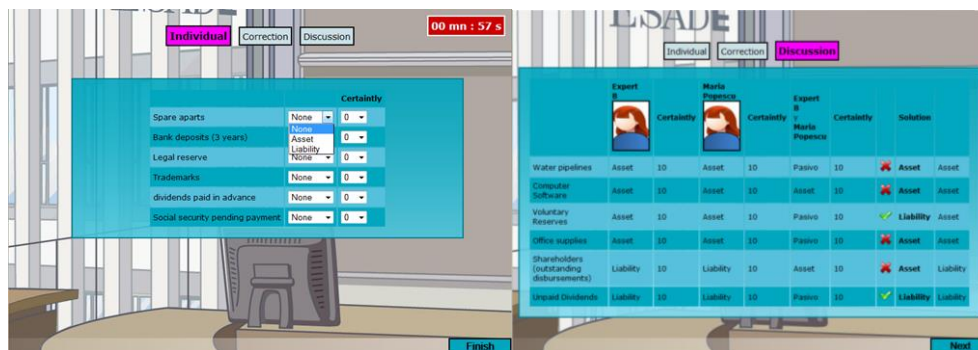 ESADE
Individual Correction Discussion
00 mn : 57 s
Certaintly
Spare aparts None 0
None
Asset
Liability
Bank deposits (3 years) 0
Legal reserve None 0
Trademarks None 0
dividends paid in advance None 0
Social security pending payment None 0
Finish
ESADE
Individual Correction Discussion
Expert B Certaintly Maria Popescu Certaintly Expert B y Maria Popescu Certaintly Solution
Water pipelines Asset 10 Asset 10 Pasivo 10 Asset Asset
Computer Software Asset 10 Asset 10 Asset 10 Asset Asset
Voluntary Reserves Asset 10 Asset 10 Pasivo 10 Liability Asset
Office supplies Asset 10 Asset 10 Pasivo 10 Asset Asset
Shareholders (outstanding disbursements) Liability 10 Liability 10 Asset 10 Asset Liability
Unpaid Dividends Liability 10 Liability 10 Pasivo 10 Liability Liability
Next